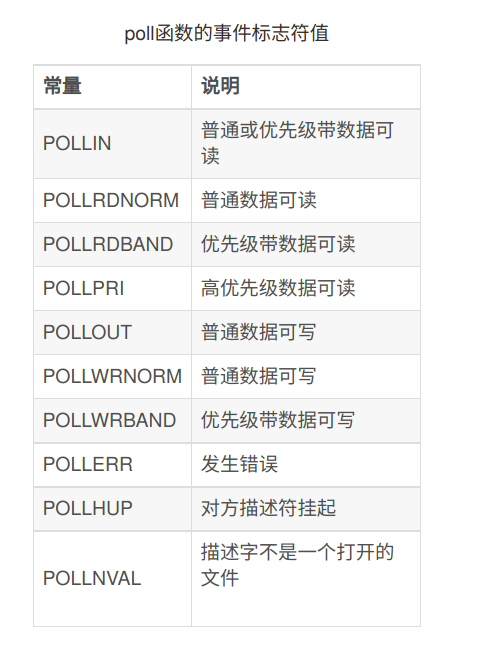 poll函数的事件标志符值
常量 说明
POLLIN 普通或优先级带数据可
读
POLLRDNORM 普通数据可读
POLLRDBAND 优先级带数据可读
POLLPRI 高优先级数据可读
POLLOUT 普通数据可写
POLLWRNORM 普通数据可写
POLLWRBAND 优先级带数据可写
POLLERR 发生错误
POLLHUP 对方描述符挂起
POLLNVAL 描述字不是一个打开的
文件